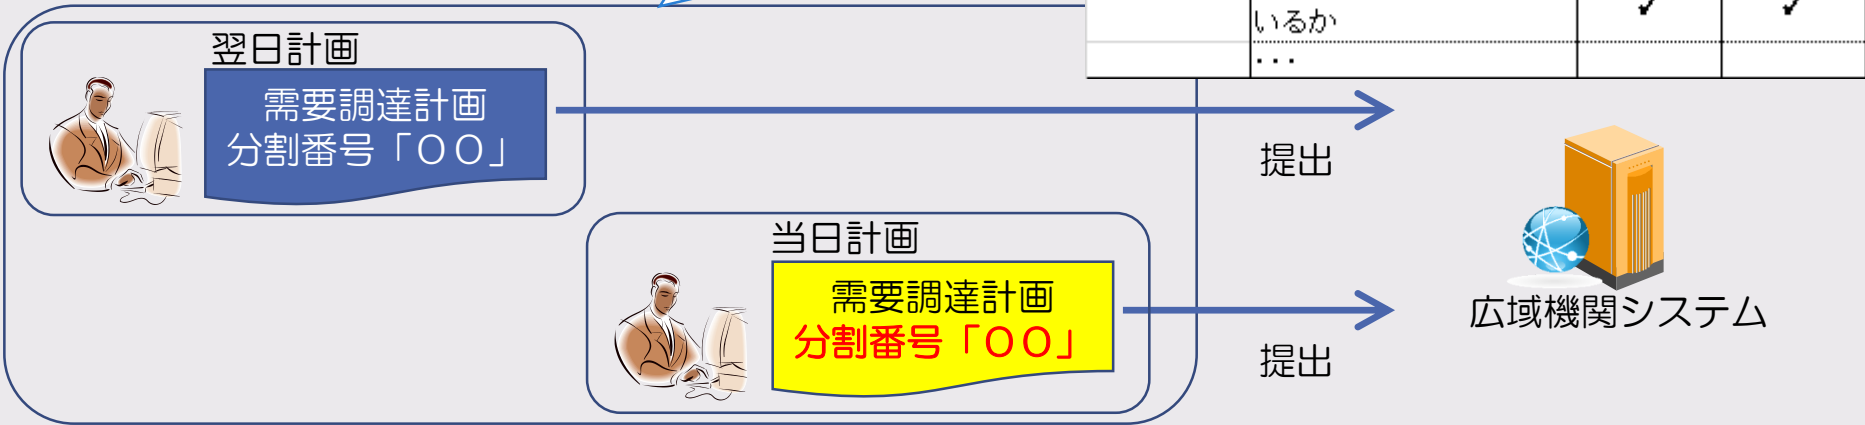 いるか
✓ ✓
・・・
翌日計画
需要調達計画
分割番号「００」
提出
当日計画
需要調達計画
分割番号「００」
提出
広域機関システム